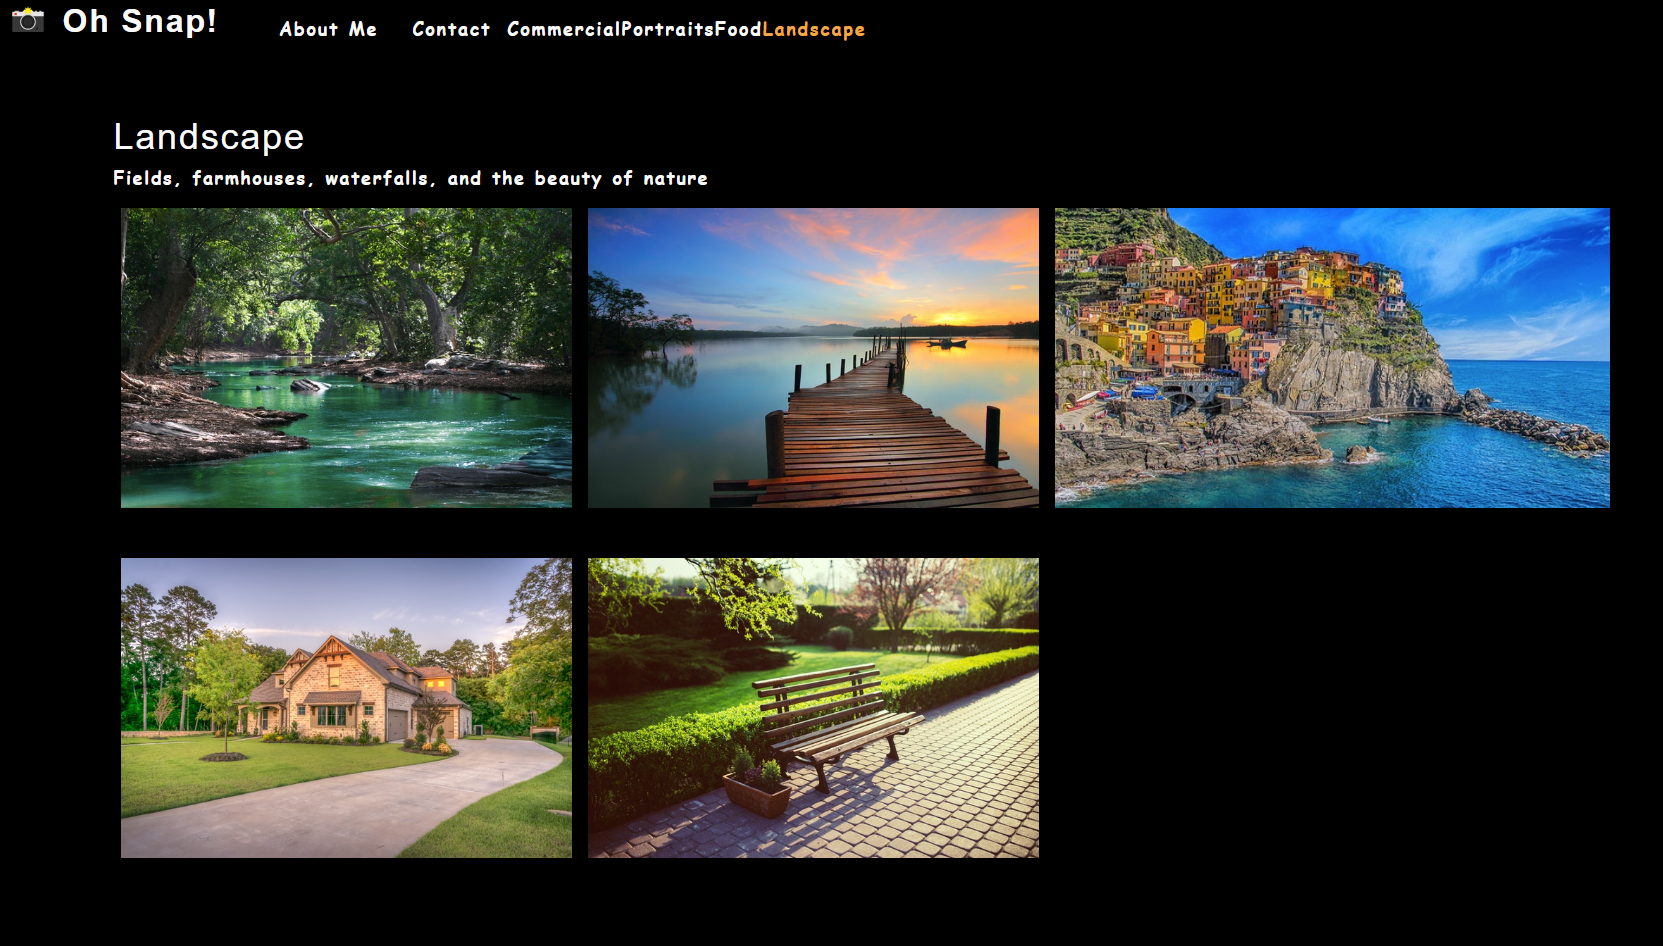 Oh Snap! About Me Contact CommercialPortraitsFoodLandscape
Landscape
Fields, farmhouses, waterfalls, and the beauty of nature